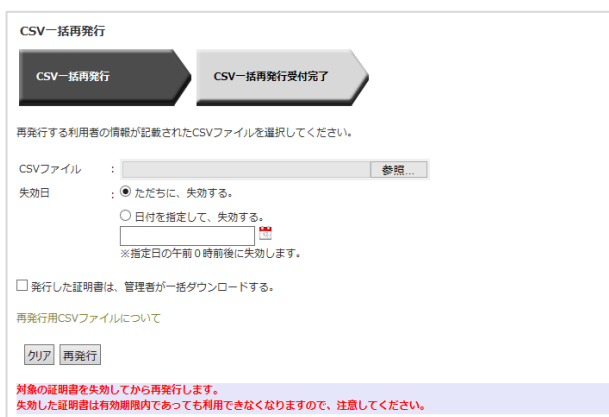 CSV一括再発行
CSV一括再発行
CSV一括再発行受付完了
再発行する利用者の情報が記載されたCSVファイルを選択してください。
CSVファイル : 参照...
失効日 : ただちに、失効する。
日付を指定して、失効する。
※指定日の午前０時前後に失効します。
発行した証明書は、管理者が一括ダウンロードする。
再発行用CSVファイルについて
クリア 再発行
対象の証明書を失効してから再発行します。
失効した証明書は有効期限内であっても利用できなくなりますので、注意してください。